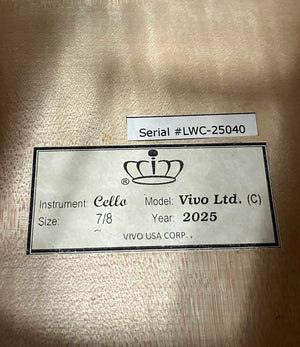 Serial #LWC-25040
®
Instrument: Cello Model: Vivo Ltd. (C)
Size: 7/8 Year: 2025
~
VIVO USA CORP..